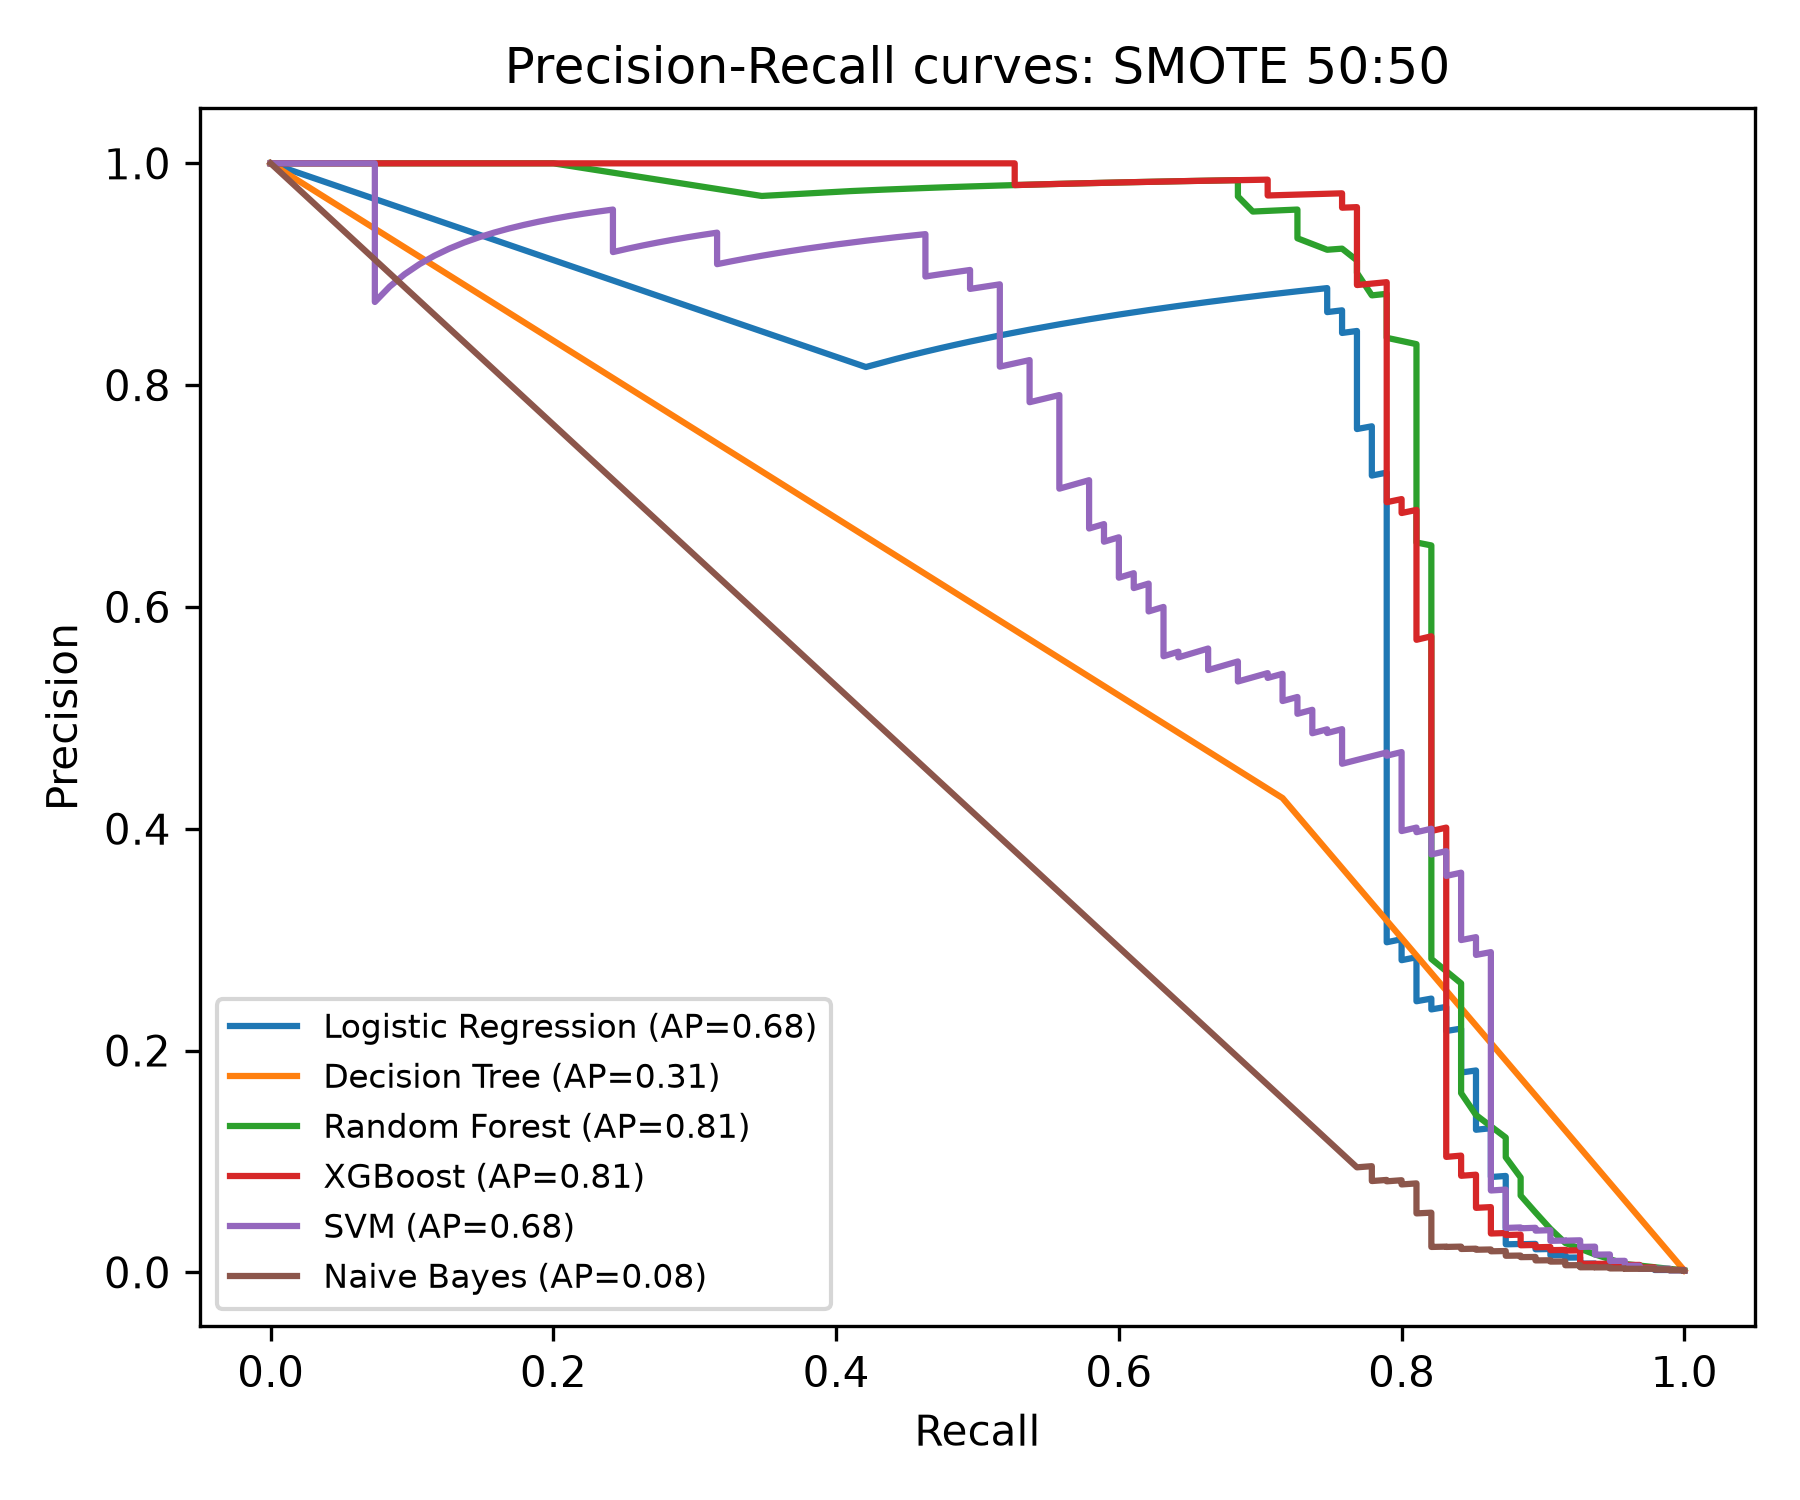 Precision-Recall curves: SMOTE 50:50
1.0
0.8
0.6
0.4
0.2
0.0
Precision
Logistic Regression (AP=0.68)
Decision Tree (AP=0.31)
Random Forest (AP=0.81)
XGBoost (AP=0.81)
SVM (AP=0.68)
Naive Bayes (AP=0.08)
0.0 0.2 0.4 0.6 0.8 1.0
Recall